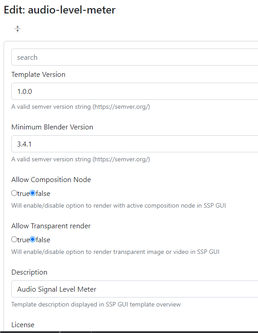 Edit: audio-level-meter
search
Template Version
1.0.0
A valid semver version string (https://semver.org/)
Minimum Blender Version
3.4.1
A valid semver version string (https://semver.org/)
Allow Composition Node
true false
Will enable/disable option to render with active composition node in SSP GUI
Allow Transparent render
true false
Will enable/disable option to render transparent image or video in SSP GUI
Description
Audio Signal Level Meter
Template description displayed in SSP GUI template overview
License